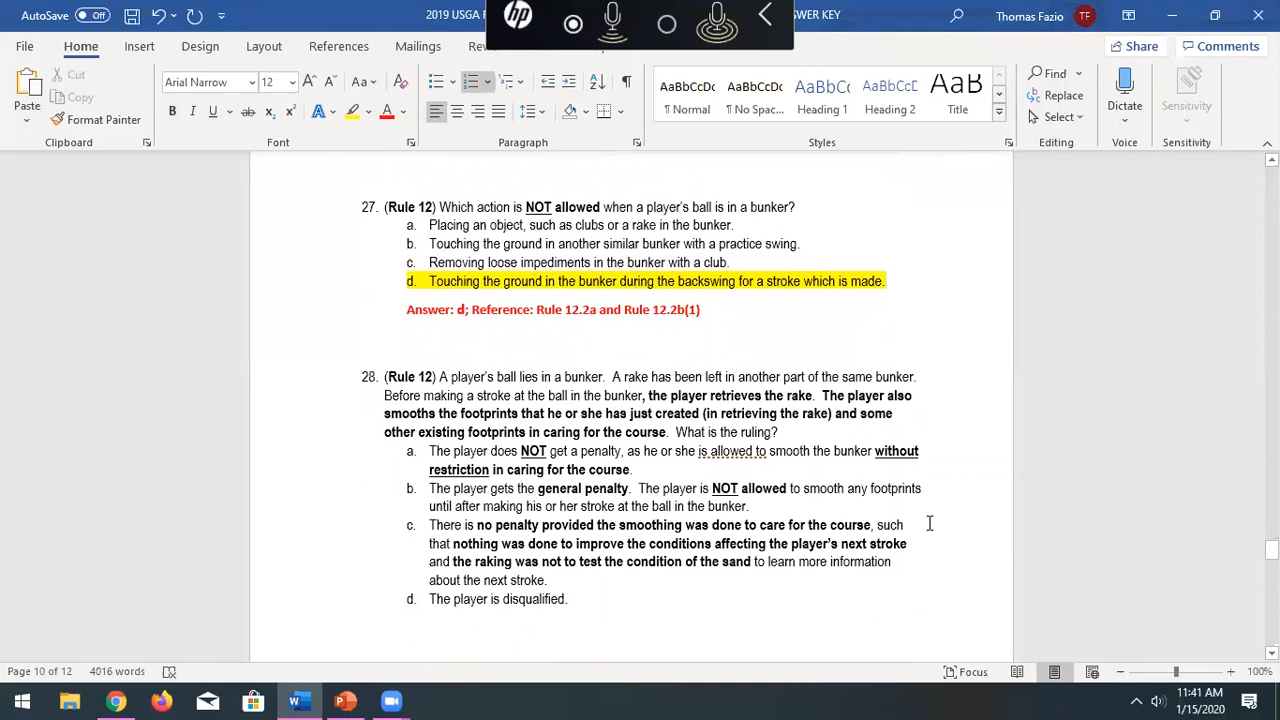 AutoSave Off 2019 USGA hp SWER KEY Thomas Fazio TF
File Home Insert Design Layout References Mailings Share Comments
Paste Cut Copy Format Painter Arial Narrow 12 Aa
AaBbCcDc ¶ Normal AaBbCcDc ¶ No Spac... AaBbCc Heading 1 AaBbCcD Heading 2 AaB Title
Find Replace Select Dictate Sensitivity
Clipboard Font Paragraph Styles Editing Voice Sensitivity
27. (Rule 12) Which action is NOT allowed when a player's ball is in a bunker?
a. Placing an object, such as clubs or a rake in the bunker.
b. Touching the ground in another similar bunker with a practice swing.
c. Removing loose impediments in the bunker with a club.
d. Touching the ground in the bunker during the backswing for a stroke which is made.
Answer: d; Reference: Rule 12.2a and Rule 12.2b(1)
28. (Rule 12) A player's ball lies in a bunker. A rake has been left in another part of the same bunker.
Before making a stroke at the ball in the bunker, the player retrieves the rake. The player also
smooths the footprints that he or she has just created (in retrieving the rake) and some
other existing footprints in caring for the course. What is the ruling?
a. The player does NOT get a penalty, as he or she is allowed to smooth the bunker without
restriction in caring for the course.
b. The player gets the general penalty. The player is NOT allowed to smooth any footprints
until after making his or her stroke at the ball in the bunker.
c. There is no penalty provided the smoothing was done to care for the course, such
that nothing was done to improve the conditions affecting the player's next stroke
and the raking was not to test the condition of the sand to learn more information
about the next stroke.
d. The player is disqualified.
Page 10 of 12 4016 words Focus 100%
11:41 AM
1/15/2020